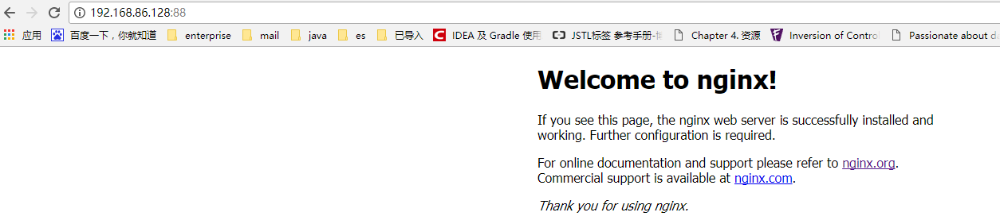 192.168.86.128:88
应用 百度一下，你就知道 enterprise mail java es 已导入 IDEA 及 Gradle 使用 JSTL标签 参考手册- Chapter 4. 资源 Inversion of Control Passionate about
Welcome to nginx!
If you see this page, the nginx web server is successfully installed and
working. Further configuration is required.
For online documentation and support please refer to nginx.org.
Commercial support is available at nginx.com.
Thank you for using nginx.